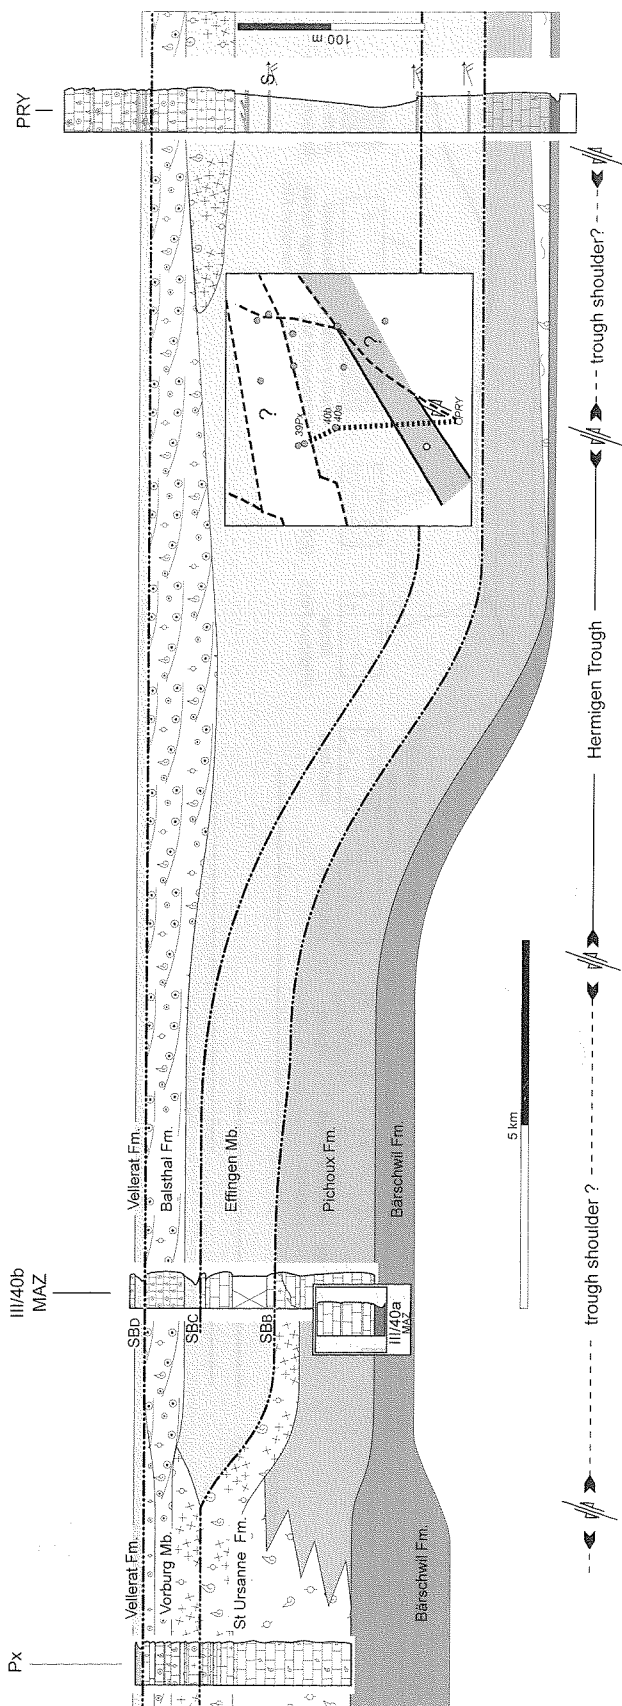 Px
III/40b
MAZ
PRY
Vellerat Fm.
Vorburg Mb.
St Ursanne Fm.
Bärschwil Fm.
SBD
SBC
SBB
III/40a
MAZ
Vellerat Fm.
Balsthal Fm.
Effingen Mb.
Pichoux Fm.
Bärschwil Fm.
?
39Px
40b
40a
?
PRY
S
100 m
5 km
trough shoulder ?
Hermigen Trough
trough shoulder?